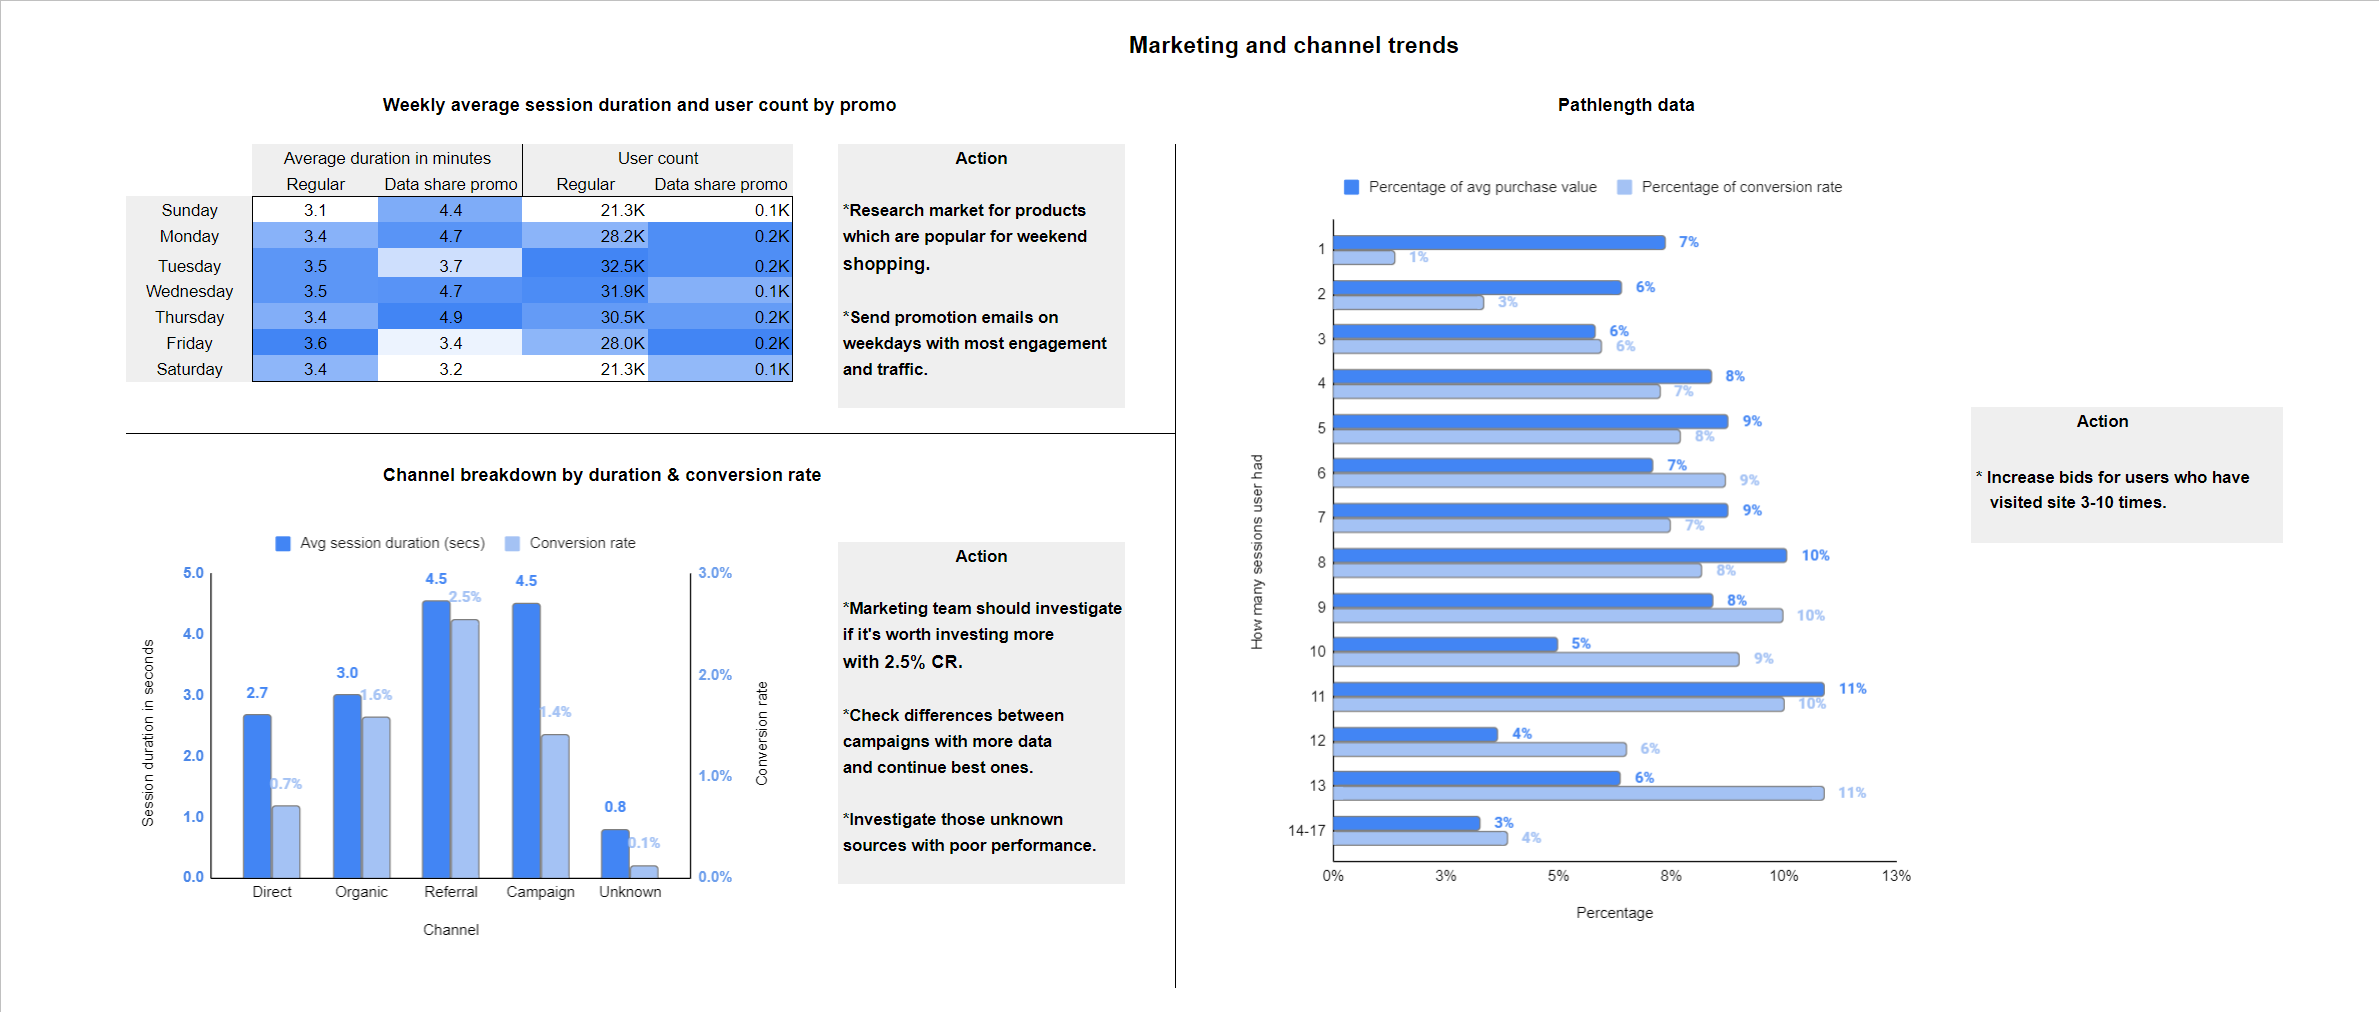 Marketing and channel trends
Weekly average session duration and user count by promo
Average duration in minutes User count
Regular Data share promo Regular Data share promo
Sunday 3.1 4.4 21.3K 0.1K
Monday 3.4 4.7 28.2K 0.2K
Tuesday 3.5 3.7 32.5K 0.2K
Wednesday 3.5 4.7 31.9K 0.1K
Thursday 3.4 4.9 30.5K 0.2K
Friday 3.6 3.4 28.0K 0.2K
Saturday 3.4 3.2 21.3K 0.1K
Action
*Research market for products
which are popular for weekend
shopping.
*Send promotion emails on
weekdays with most engagement
and traffic.
Channel breakdown by duration & conversion rate
Avg session duration (secs) Conversion rate
Session duration in seconds
5.0
4.0
3.0
2.0
1.0
0.0
2.7
0.7%
3.0
1.6%
4.5
2.5%
4.5
1.4%
0.8
0.1%
3.0%
2.0%
1.0%
0.0%
Conversion rate
Direct Organic Referral Campaign Unknown
Channel
Action
*Marketing team should investigate
if it's worth investing more
with 2.5% CR.
*Check differences between
campaigns with more data
and continue best ones.
*Investigate those unknown
sources with poor performance.
Pathlength data
Percentage of avg purchase value Percentage of conversion rate
How many sessions user had
1 7%
1%
2 6%
3%
3 6%
6%
4 8%
7%
5 9%
8%
6 7%
9%
7 9%
7%
8 10%
8%
9 8%
10%
10 5%
9%
11 11%
10%
12 4%
6%
13 6%
11%
14-17 3%
4%
0% 3% 5% 8% 10% 13%
Percentage
Action
* Increase bids for users who have
visited site 3-10 times.